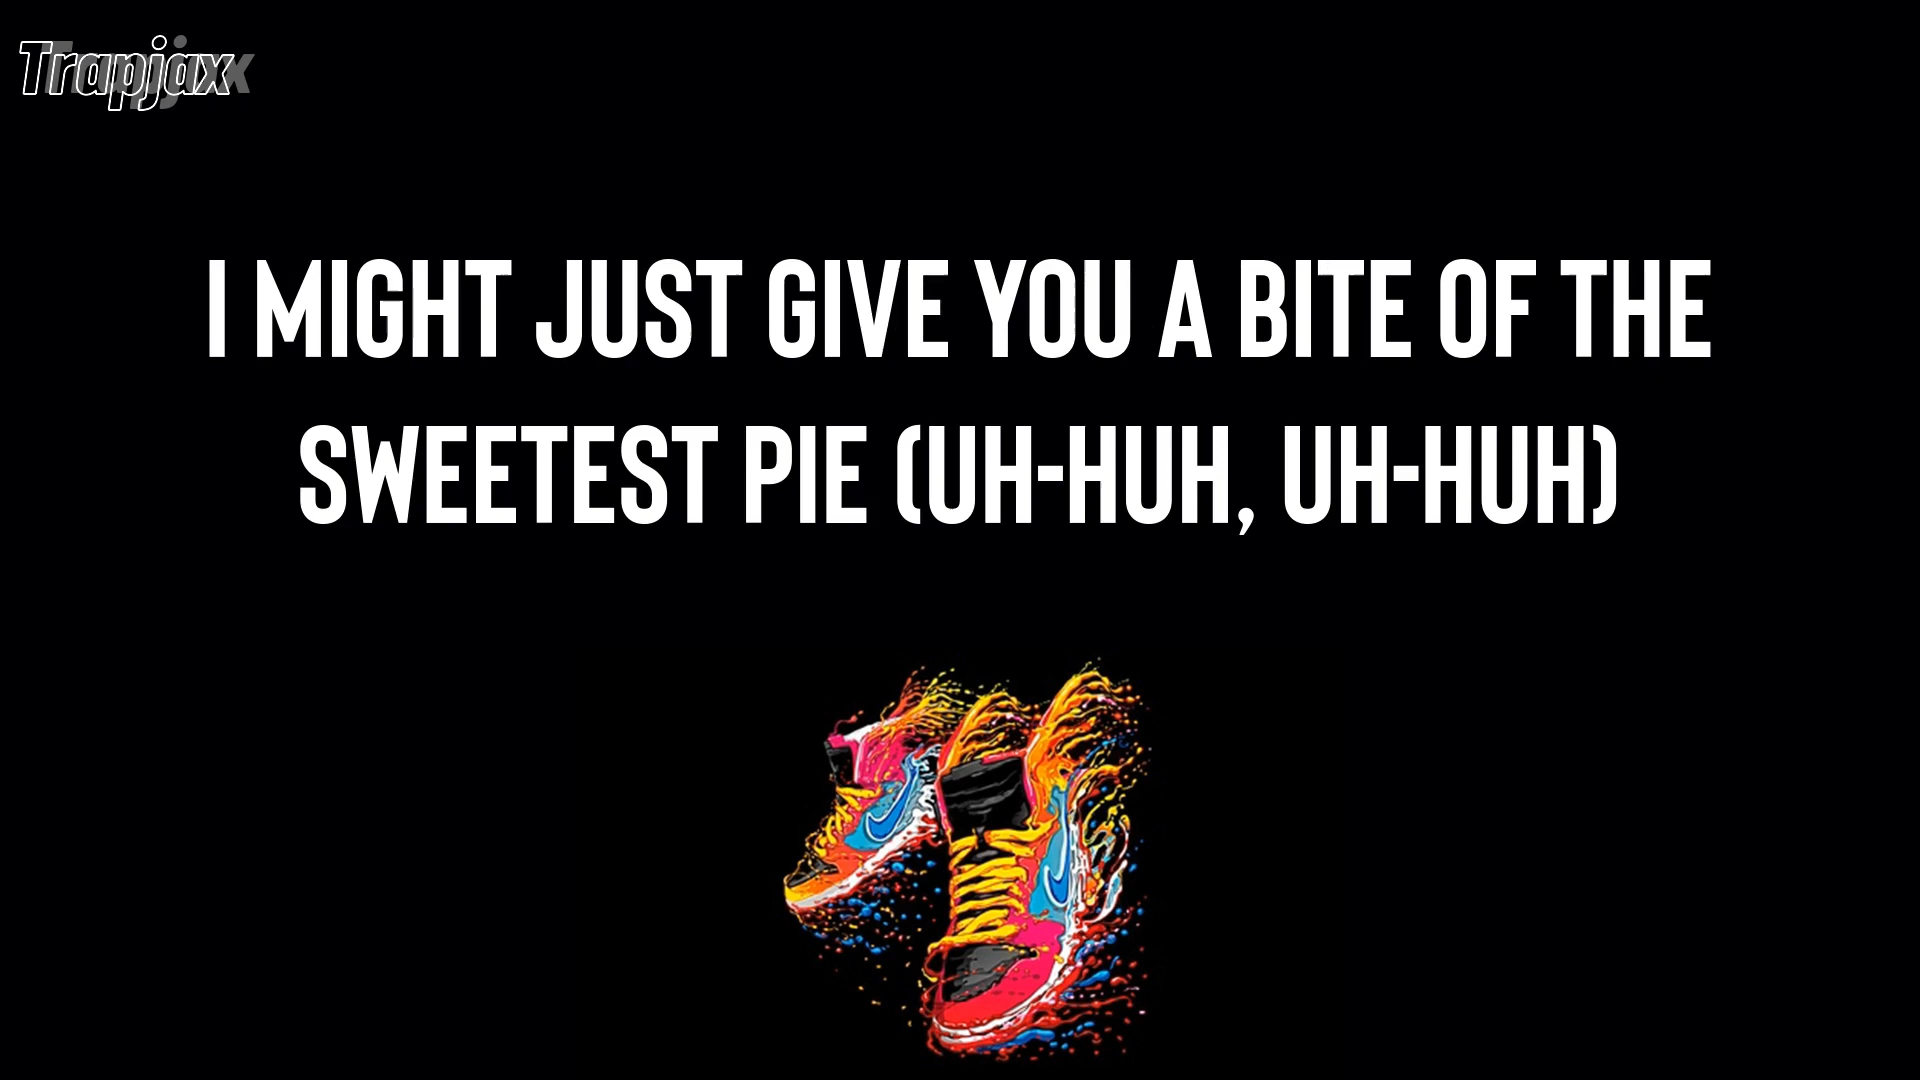 Trapjax
I MIGHT JUST GIVE YOU A BITE OF THE
SWEETEST PIE (UH-HUH, UH-HUH)